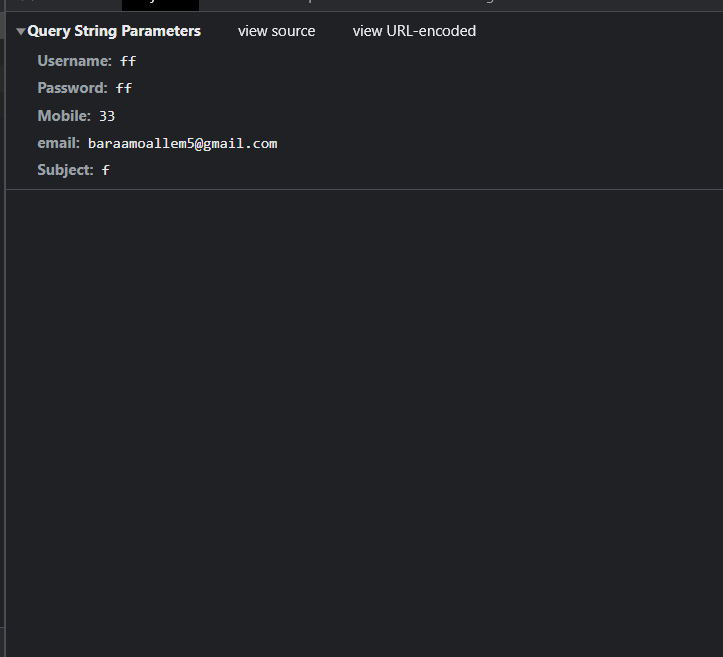 Query String Parameters view source view URL-encoded
Username: ff
Password: ff
Mobile: 33
email: baraamoallem5@gmail.com
Subject: f